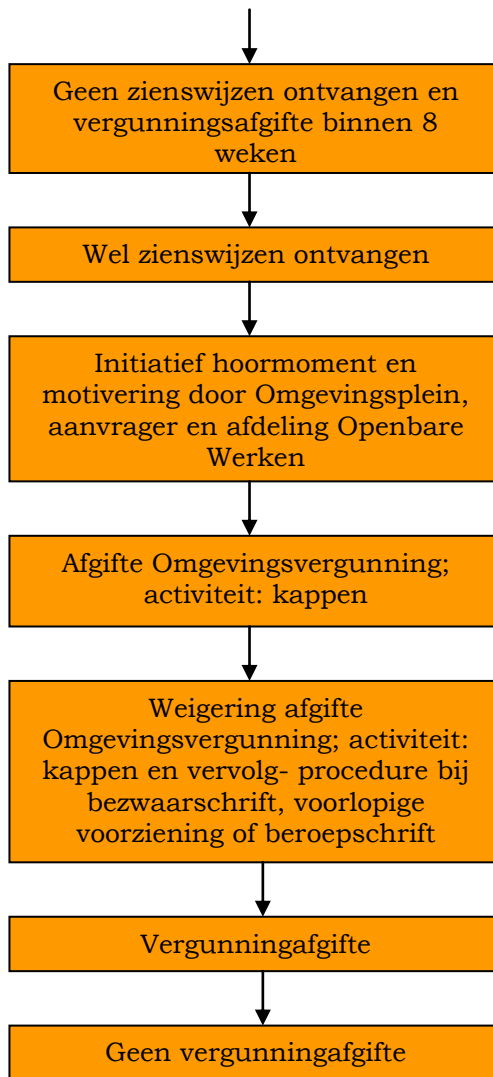 Geen zienswijzen ontvangen en
vergunningsafgifte binnen 8
weken
Wel zienswijzen ontvangen
Initiatief hoormoment en
motivering door Omgevingsplein,
aanvrager en afdeling Openbare
Werken
Afgifte Omgevingsvergunning;
activiteit: kappen
Weigering afgifte
Omgevingsvergunning; activiteit:
kappen en vervolg- procedure bij
bezwaarschrift, voorlopige
voorziening of beroepschrift
Vergunningafgifte
Geen vergunningafgifte